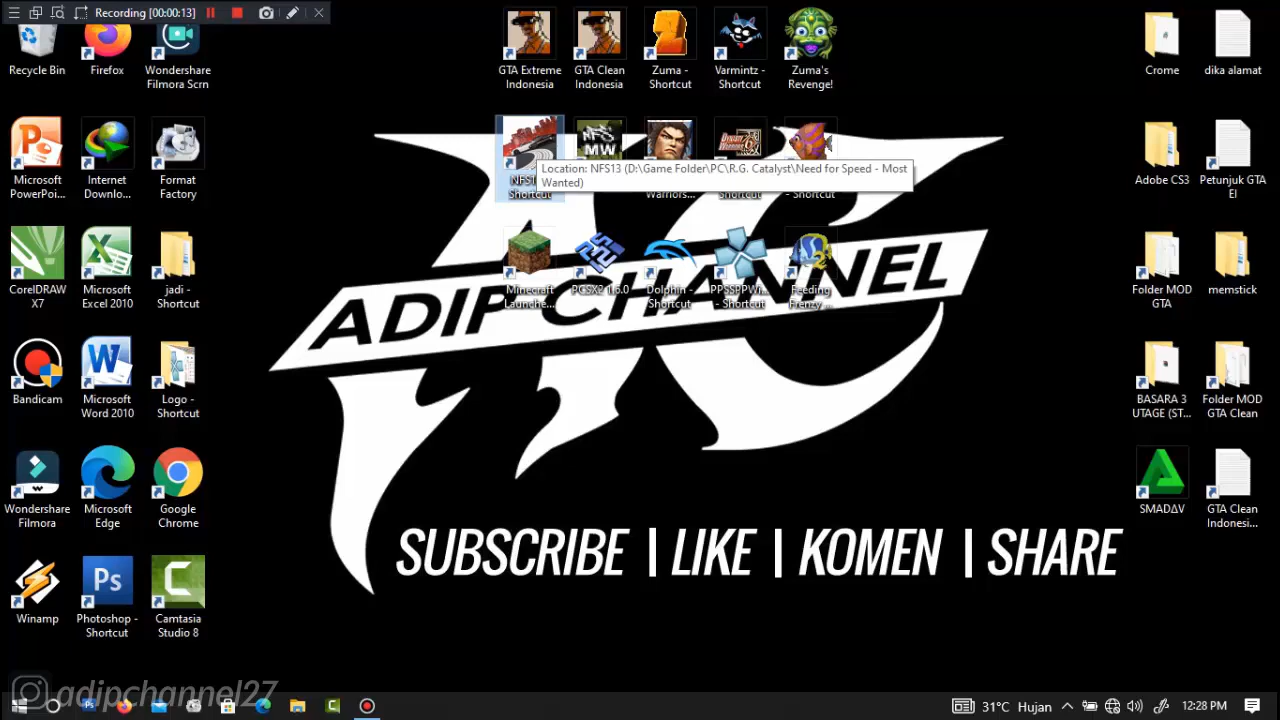 Recording [00:00:13]
Recycle Bin
Firefox
Wondershare
Filmora Scrn
GTA Extreme
Indonesia
GTA Clean
Indonesia
Zuma -
Shortcut
Varmintz -
Shortcut
Zuma's
Revenge!
Crome
dika alamat
Microsoft
PowerPoi...
Internet
Downlo...
Format
Factory
NFS
MW
Location: NFS13 (D:\Game Folder\PC\R.G. Catalyst\Need for Speed - Most
Wanted)
Shortcut
Warriors...
Shortcut
- Shortcut
Adobe CS3
Petunjuk GTA
EI
CorelDRAW
X7
Microsoft
Excel 2010
jadi -
Shortcut
Minecraft
Launche...
PCSX2 1.6.0
Dolphin -
Shortcut
PPSSPPWi...
- Shortcut
Feeding
Frenzy ...
Folder MOD
GTA
memstick
ADIP CHANNEL
Bandicam
Microsoft
Word 2010
Logo -
Shortcut
BASARA 3
UTAGE (ST...
Folder MOD
GTA Clean
Wondershare
Filmora
Microsoft
Edge
Google
Chrome
SMADΔV
GTA Clean
Indonesi...
SUBSCRIBE | LIKE | KOMEN | SHARE
Winamp
Ps
Photoshop -
Shortcut
Camtasia
Studio 8
adipchannel27
31°C Hujan
12:28 PM